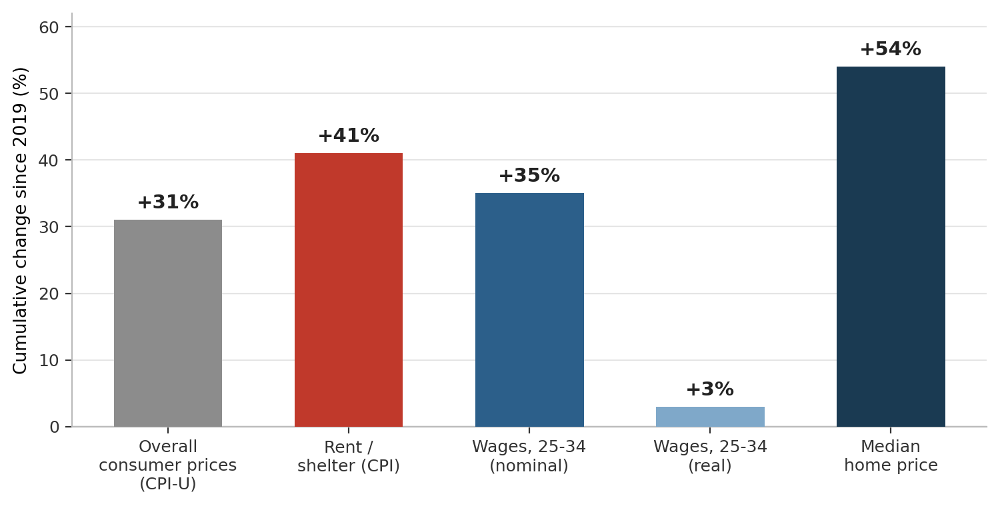 Cumulative change since 2019 (%)
60
50
40
30
20
10
0
+31%
+41%
+35%
+3%
+54%
Overall
consumer prices
(CPI-U)
Rent /
shelter (CPI)
Wages, 25-34
(nominal)
Wages, 25-34
(real)
Median
home price